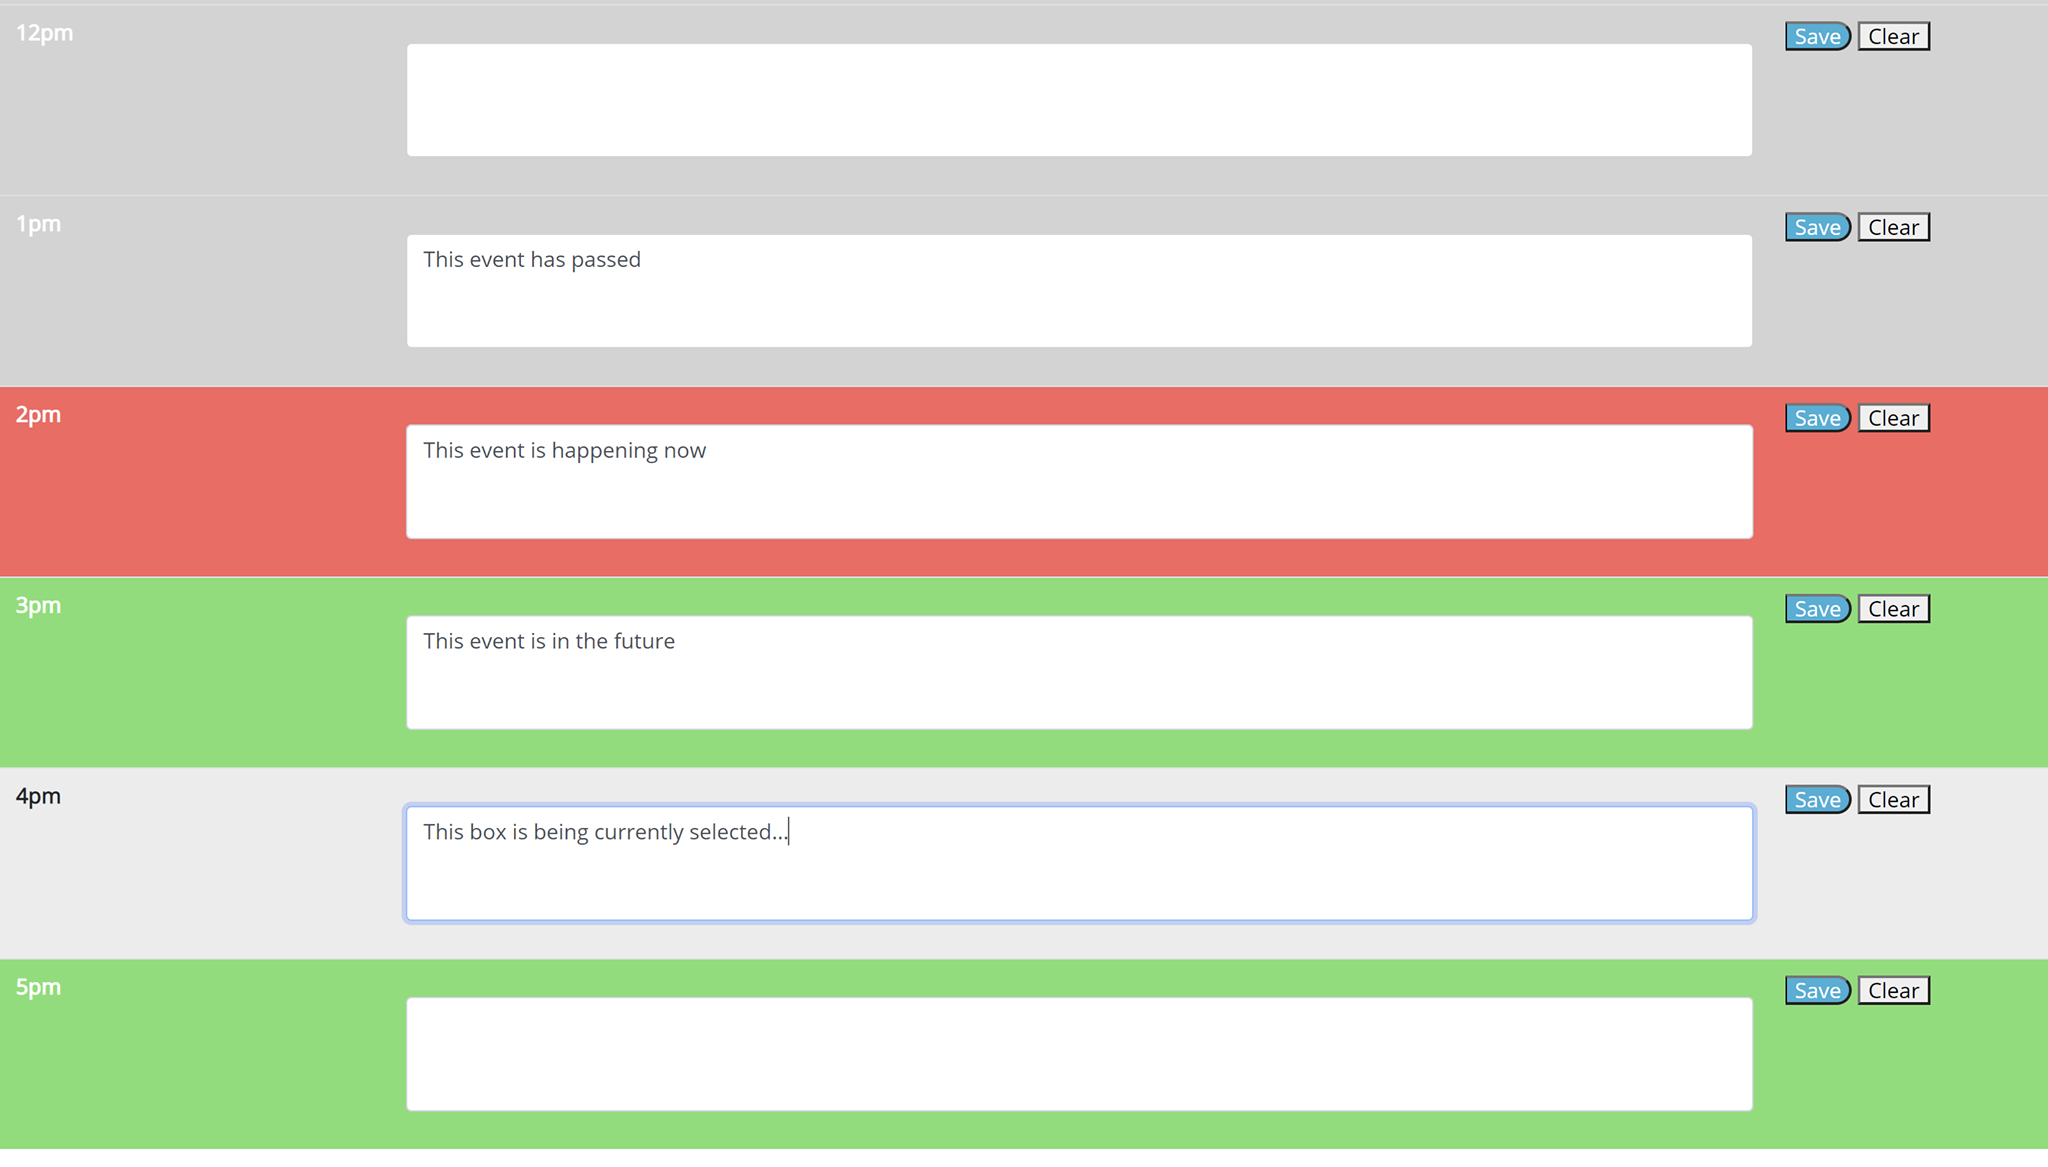 12pm Save Clear
1pm Save Clear
This event has passed
2pm Save Clear
This event is happening now
3pm Save Clear
This event is in the future
4pm Save Clear
This box is being currently selected...
5pm Save Clear